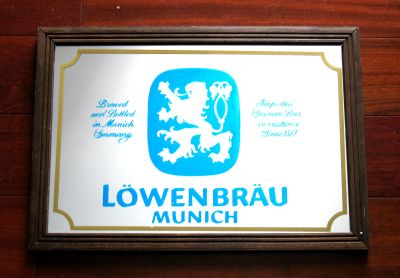 Brewed
and Bottled
in Munich
Germany
Imported
German Beer
in existence
Since 1383
LÖWENBRÄU
MUNICH